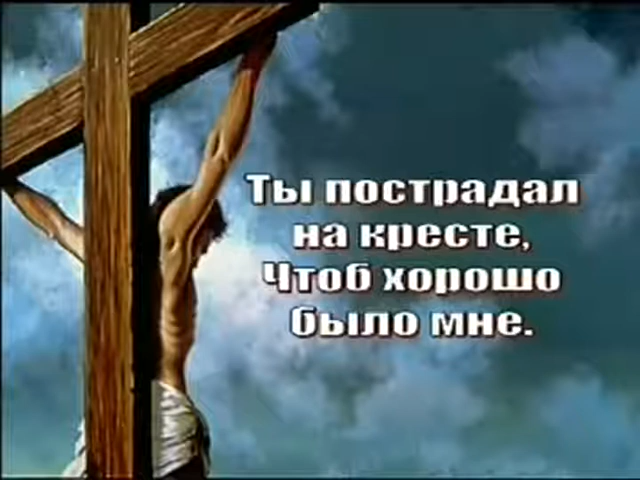 Ты пострадал
на кресте,
Чтоб хорошо
было мне.